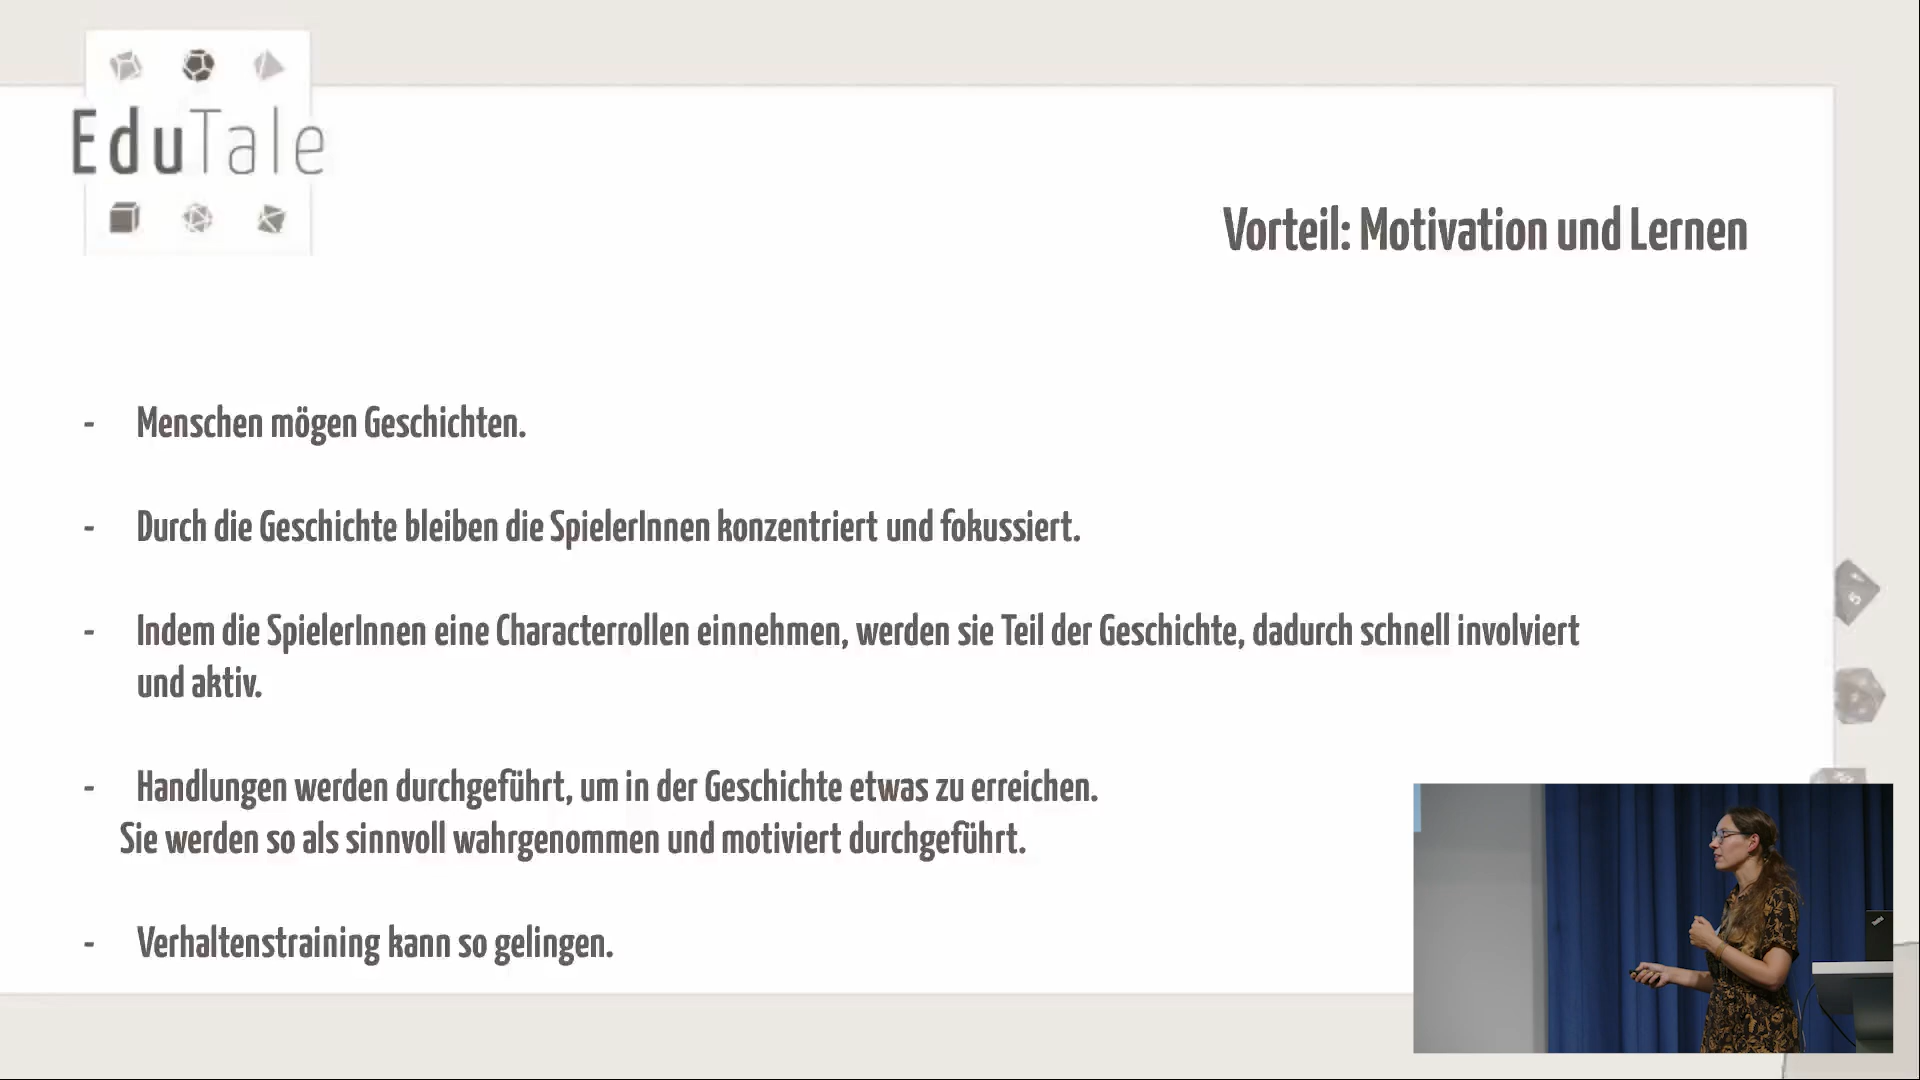 EduTale
Vorteil: Motivation und Lernen
- Menschen mögen Geschichten.
- Durch die Geschichte bleiben die SpielerInnen konzentriert und fokussiert.
- Indem die SpielerInnen eine Characterrollen einnehmen, werden sie Teil der Geschichte, dadurch schnell involviert
und aktiv.
- Handlungen werden durchgeführt, um in der Geschichte etwas zu erreichen.
Sie werden so als sinnvoll wahrgenommen und motiviert durchgeführt.
- Verhaltenstraining kann so gelingen.